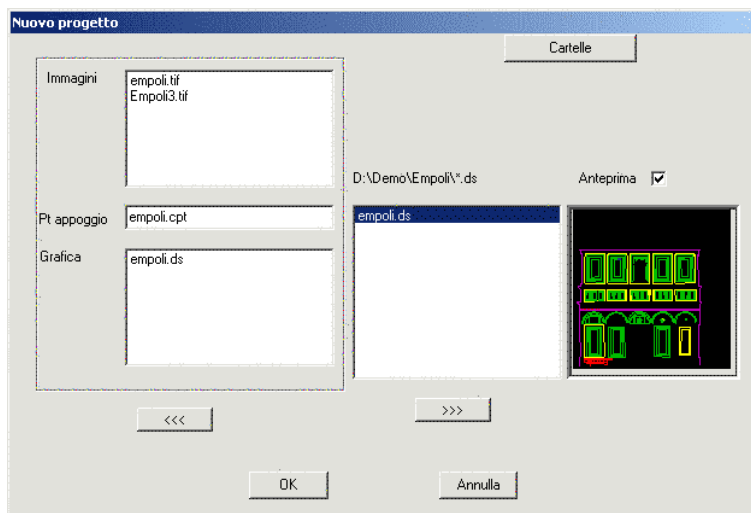 Nuovo progetto
Cartelle
Immagini
empoli.tif
Empoli3.tif
D:\Demo\Empoli\*.ds
Anteprima
Pt appoggio
empoli.cpt
empoli.ds
Grafica
empoli.ds
<<<
>>>
OK
Annulla